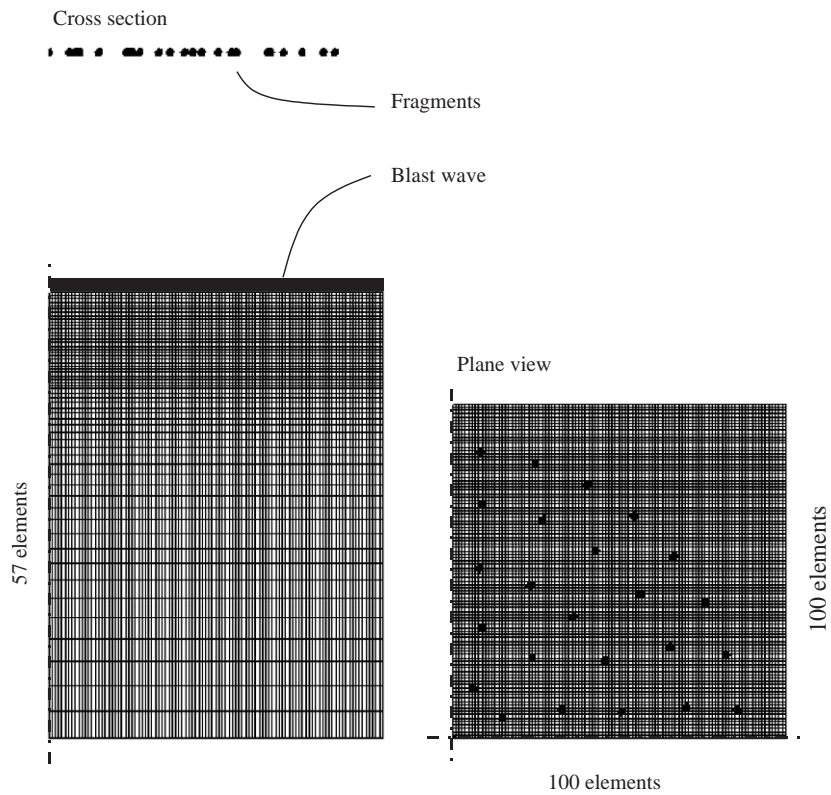 Cross section
Fragments
Blast wave
Plane view
57 elements
100 elements
100 elements